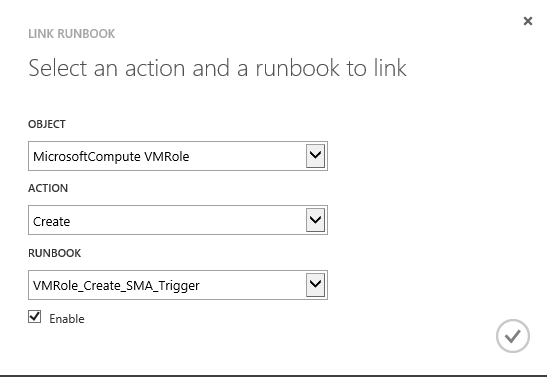 LINK RUNBOOK
Select an action and a runbook to link
OBJECT
MicrosoftCompute VMRole
ACTION
Create
RUNBOOK
VMRole_Create_SMA_Trigger
Enable